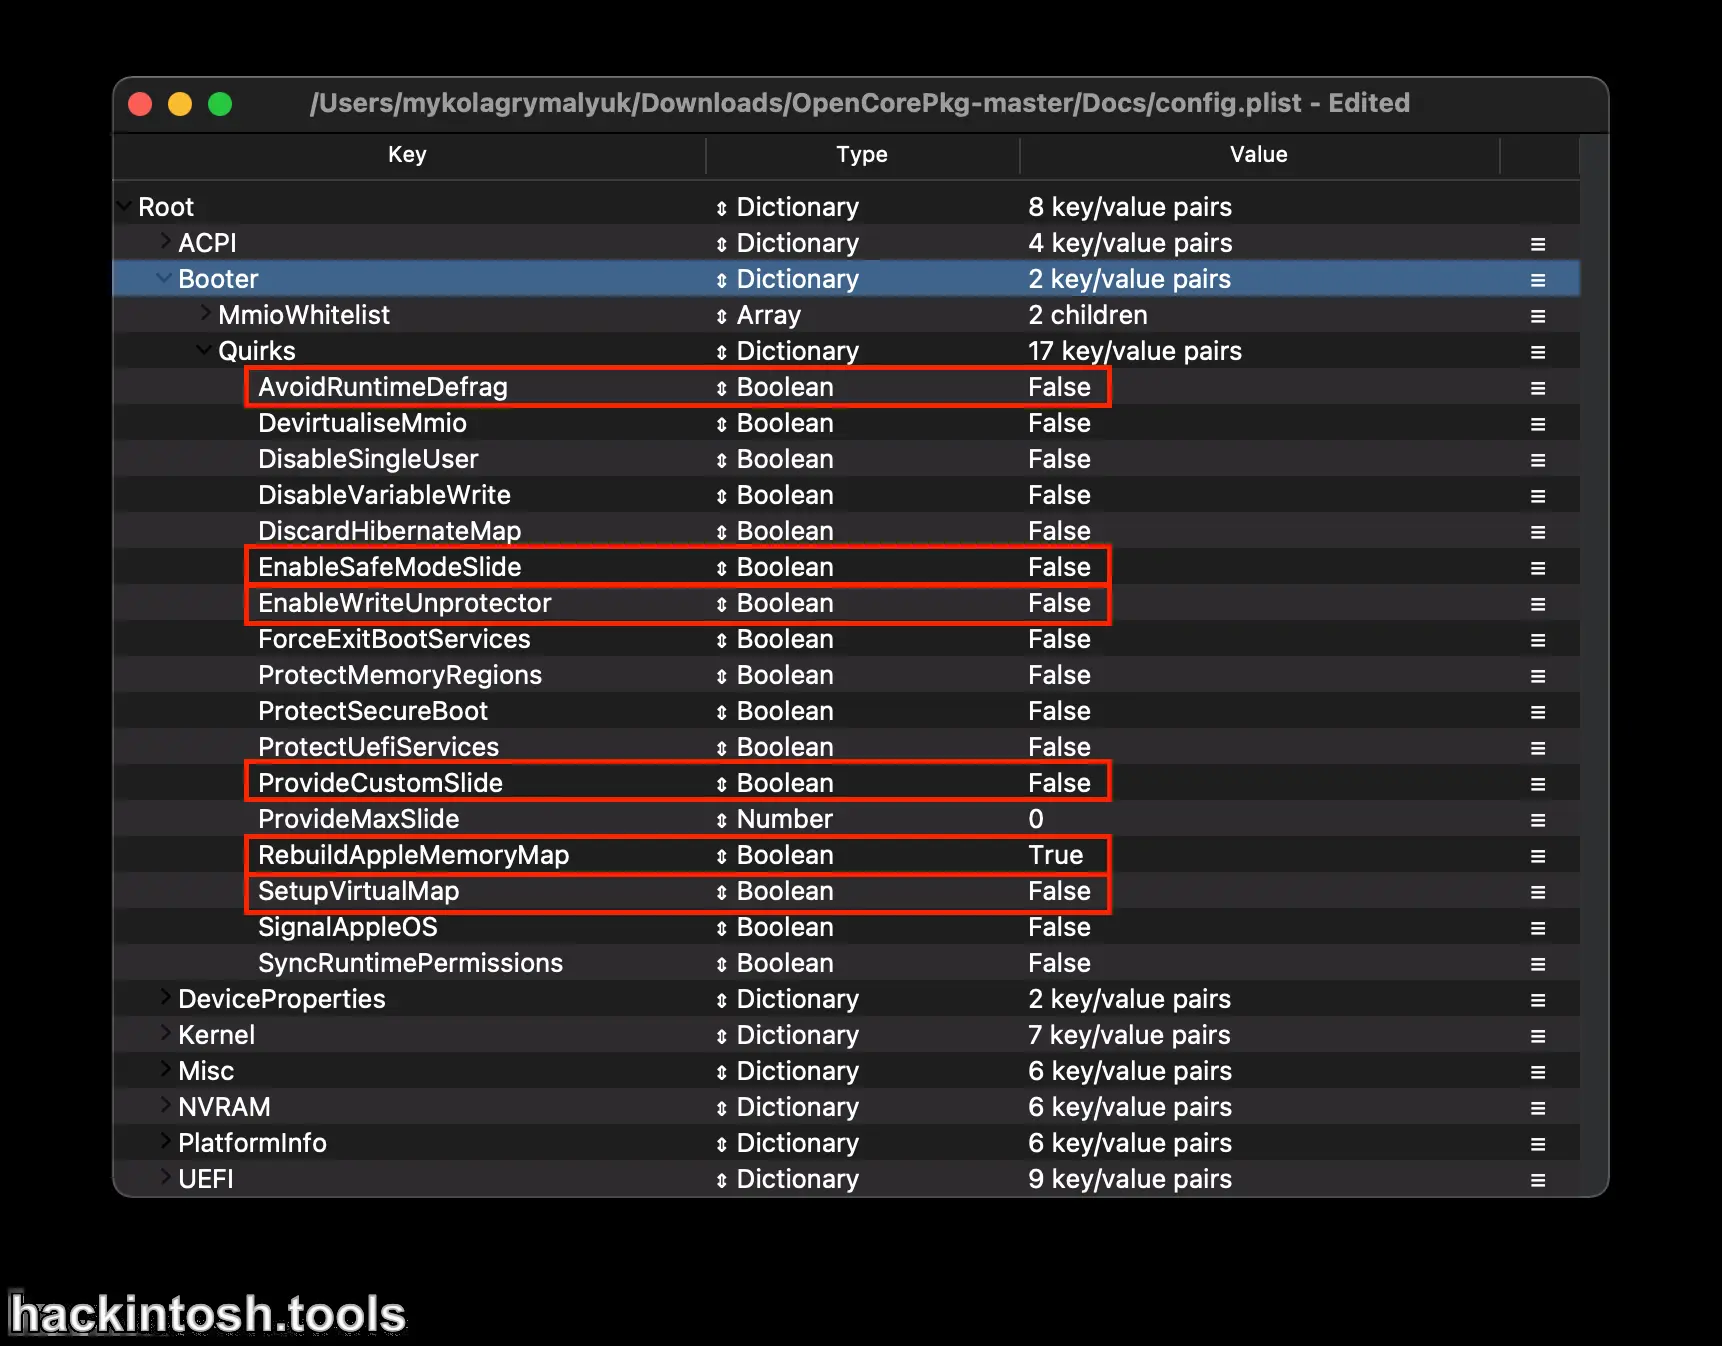 /Users/mykolagrymalyuk/Downloads/OpenCorePkg-master/Docs/config.plist - Edited
Key Type Value
Root Dictionary 8 key/value pairs
ACPI Dictionary 4 key/value pairs
Booter Dictionary 2 key/value pairs
MmioWhitelist Array 2 children
Quirks Dictionary 17 key/value pairs
AvoidRuntimeDefrag Boolean False
DevirtualiseMmio Boolean False
DisableSingleUser Boolean False
DisableVariableWrite Boolean False
DiscardHibernateMap Boolean False
EnableSafeModeSlide Boolean False
EnableWriteUnprotector Boolean False
ForceExitBootServices Boolean False
ProtectMemoryRegions Boolean False
ProtectSecureBoot Boolean False
ProtectUefiServices Boolean False
ProvideCustomSlide Boolean False
ProvideMaxSlide Number 0
RebuildAppleMemoryMap Boolean True
SetupVirtualMap Boolean False
SignalAppleOS Boolean False
SyncRuntimePermissions Boolean False
DeviceProperties Dictionary 2 key/value pairs
Kernel Dictionary 7 key/value pairs
Misc Dictionary 6 key/value pairs
NVRAM Dictionary 6 key/value pairs
PlatformInfo Dictionary 6 key/value pairs
UEFI Dictionary 9 key/value pairs
hackintosh.tools